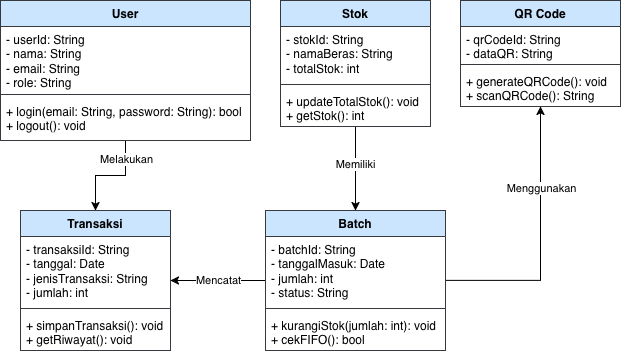 User
- userId: String
- nama: String
- email: String
- role: String
+ login(email: String, password: String): bool
+ logout(): void
Stok
- stokId: String
- namaBeras: String
- totalStok: int
+ updateTotalStok(): void
+ getStok(): int
QR Code
- qrCodeId: String
- dataQR: String
+ generateQRCode(): void
+ scanQRCode(): String
Melakukan
Memiliki
Menggunakan
Transaksi
- transaksiId: String
- tanggal: Date
- jenisTransaksi: String
- jumlah: int
+ simpanTransaksi(): void
+ getRiwayat(): void
Mencatat
Batch
- batchId: String
- tanggalMasuk: Date
- jumlah: int
- status: String
+ kurangiStok(jumlah: int): void
+ cekFIFO(): bool